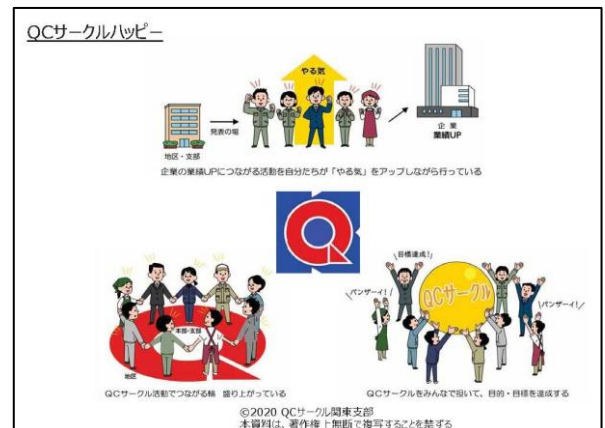 QCサークルハッピー
やる気
発表の場
地区・支部
企業
業績UP
企業の業績UPにつながる活動を自分たちが「やる気」をアップしながら行っている
Q
本部・支部
地区
QCサークル活動でつながる輪 盛り上がっている
目標達成!
バンザーイ!
QCサークル
バンザーイ!
QCサークルをみんなで担いで、目的・目標を達成する
©2020 QCサークル関東支部
本資料は、著作権上無断で複写することを禁ずる